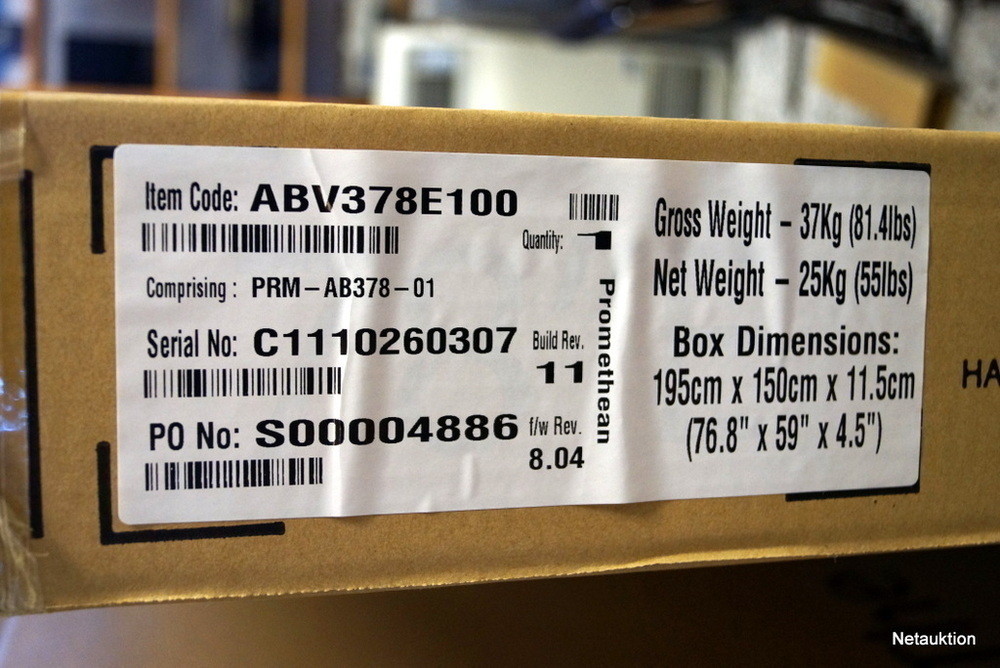 Item Code: ABV378E100
Quantity: 1
Comprising : PRM-AB378-01
Serial No: C1110260307
Build Rev.
11
PO No: S00004886
f/w Rev.
8.04
Promethean
Gross Weight – 37Kg (81.4lbs)
Net Weight – 25Kg (55lbs)
Box Dimensions:
195cm x 150cm x 11.5cm
(76.8" x 59" x 4.5")
HA
Netauktion